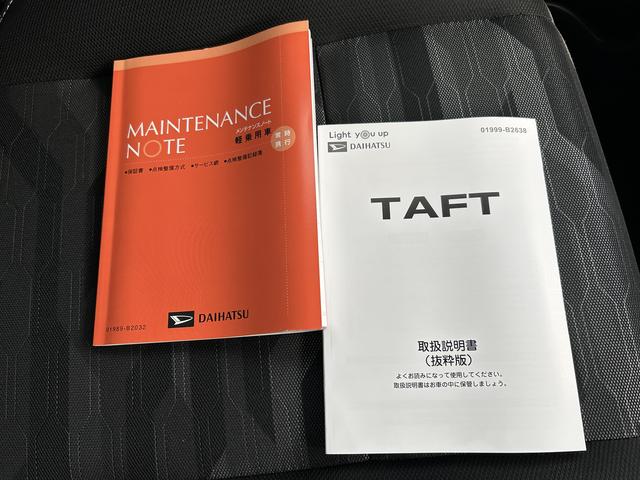 MAINTENANCE
NOTE
メンテナンスノート
軽乗用車
常時
携行
●保証書 ●点検整備方式 ●サービス網 ●点検整備記録簿
01989-B2032
DAIHATSU
Light you up
DAIHATSU
01999-B2638
TAFT
取扱説明書
（抜粋版）
よくお読みになって使用してください。
取扱説明書はお車の中に保管しましょう。